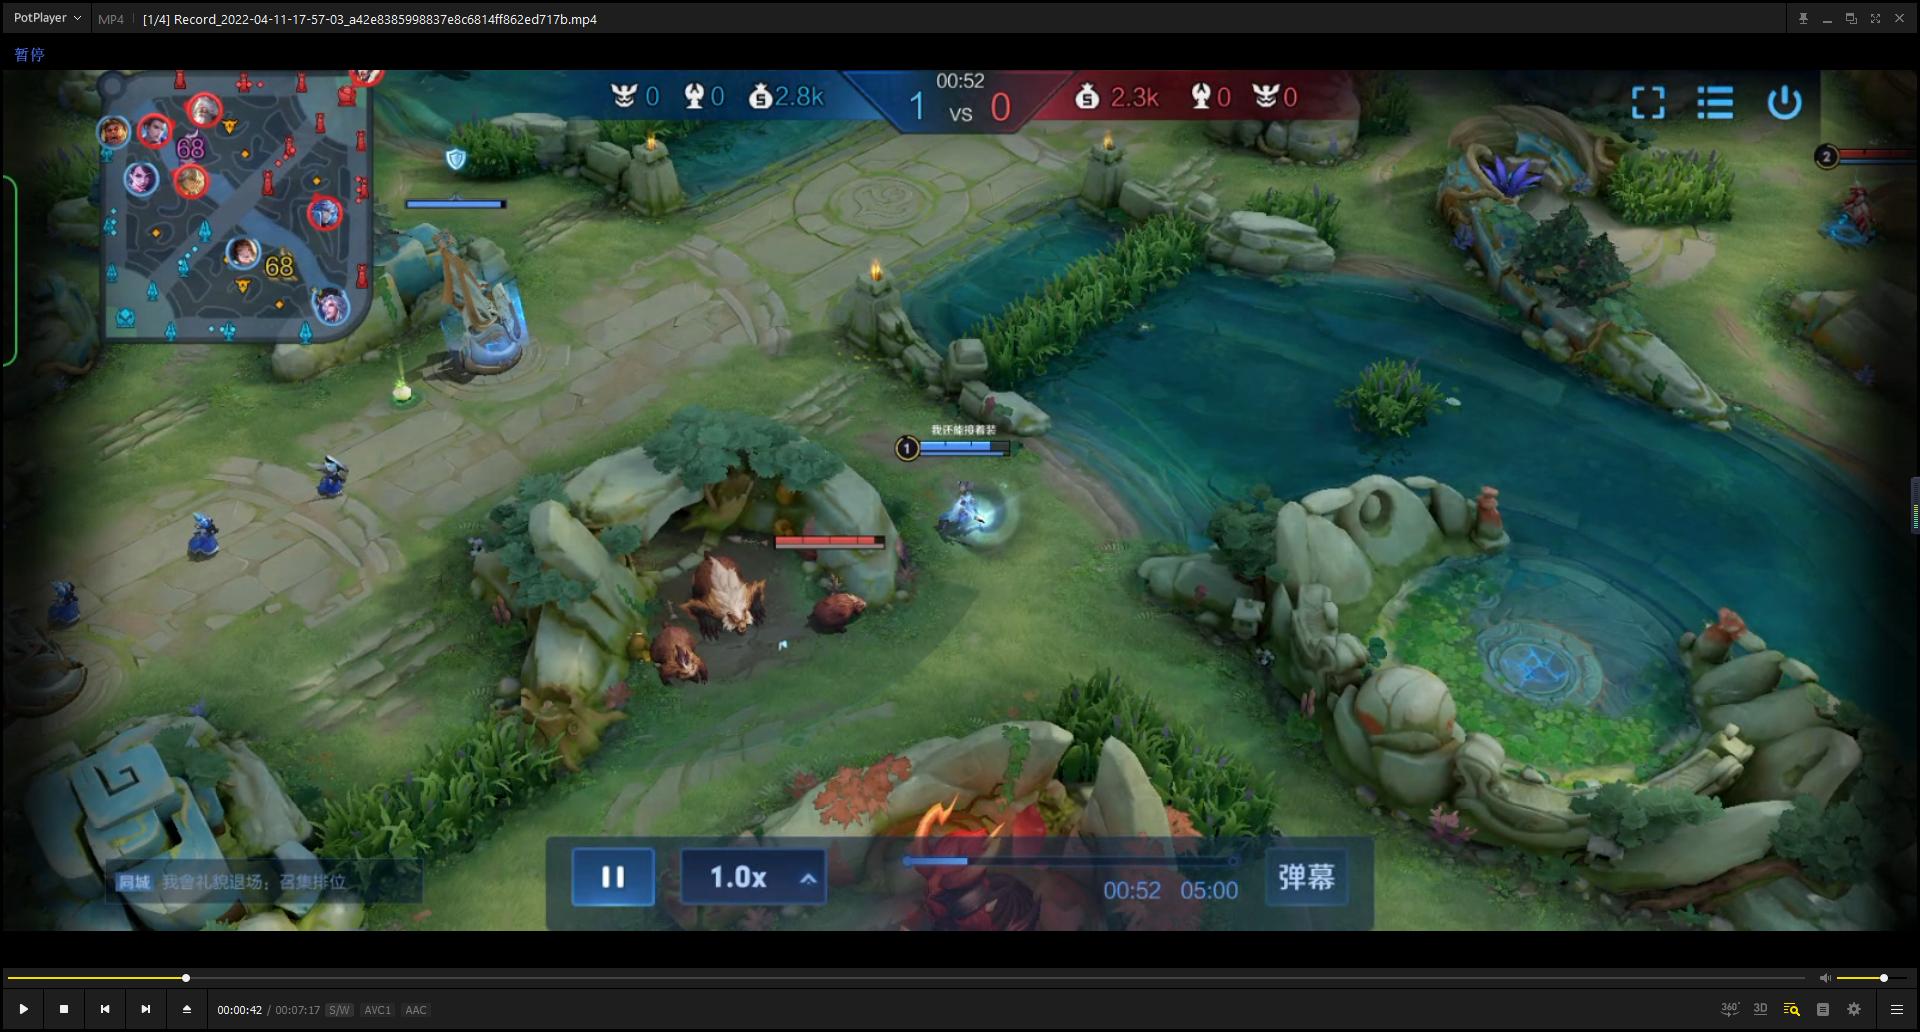 PotPlayer MP4 [1/4] Record_2022-04-11-17-57-03_a42e8385998837e8c6814ff862ed717b.mp4
暂停
0 0 2.8k 1 00:52 vs 0 2.3k 0 0
68
2
68
我还能接着装
1
同城 我會礼貌退场：召集排位
1.0x 00:52 05:00 弹幕
00:00:42 / 00:07:17 S/W AVC1 AAC 360° 3D